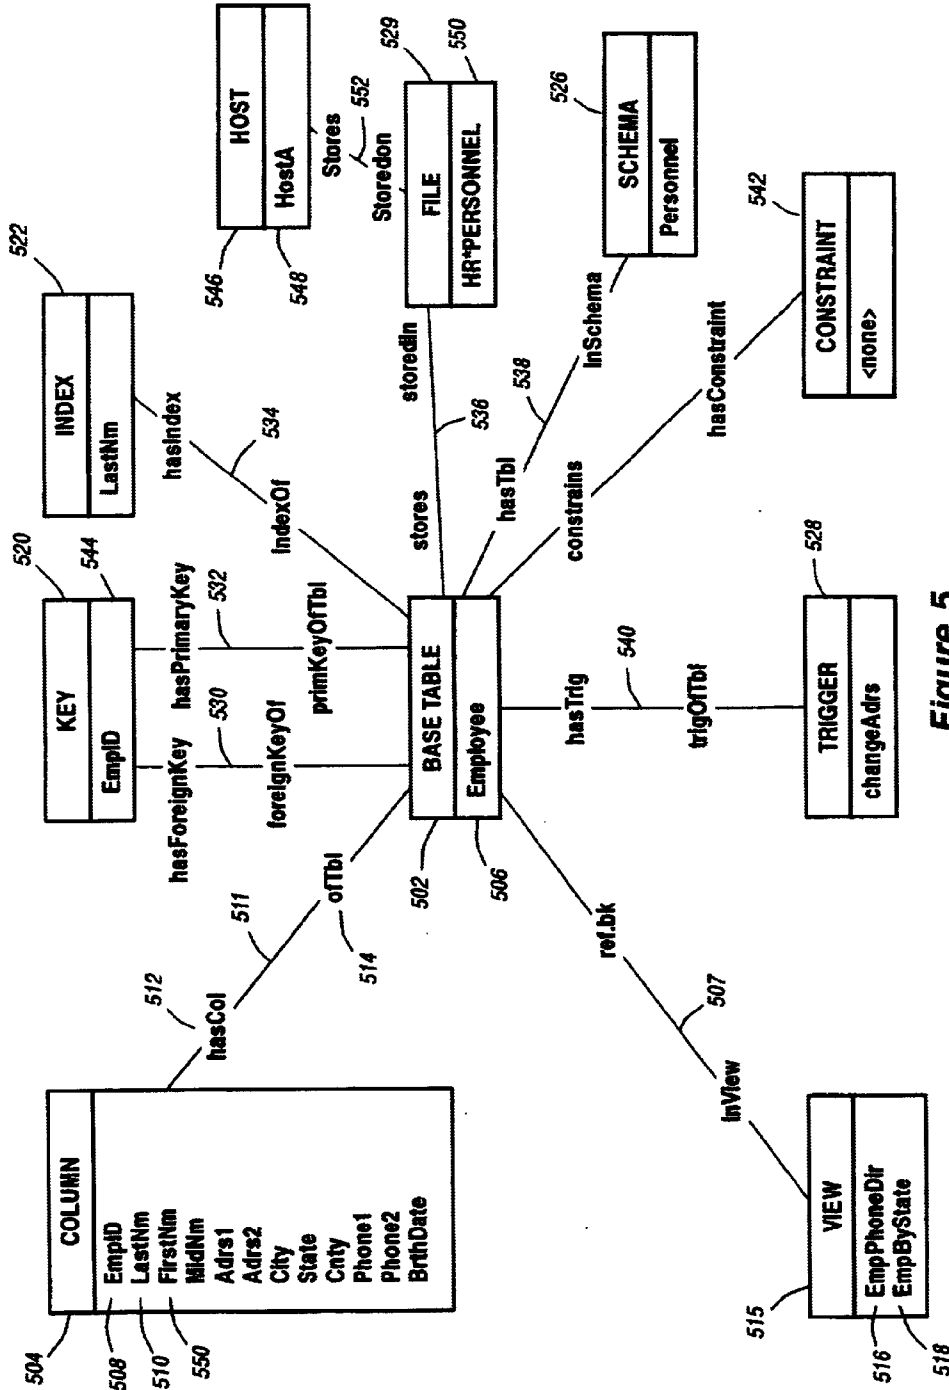 504
COLUMN
EmpID
LastNm
FirstNm
MidNm
Adrs1
Adrs2
City
State
Cnty
Phone1
Phone2
BrthDate
508
510
550
512
hasCol
511
ofTbl
514
KEY
EmpID
520
544
hasForeignKey
530
foreignKeyOf
hasPrimaryKey
532
primKeyOfTbl
INDEX
LastNm
522
hasIndex
534
indexOf
HOST
HostA
546
548
Stores
552
Storedon
FILE
HR*PERSONNEL
529
550
storedIn
536
stores
BASE TABLE
Employee
502
506
SCHEMA
Personnel
526
InSchema
538
hasTbl
CONSTRAINT
<none>
542
hasConstraint
constrains
hasTrig
540
trigOfTbl
TRIGGER
changeAdrs
528
ref.bk
507
inView
VIEW
EmpPhoneDir
EmpByState
515
516
518
Figure 5